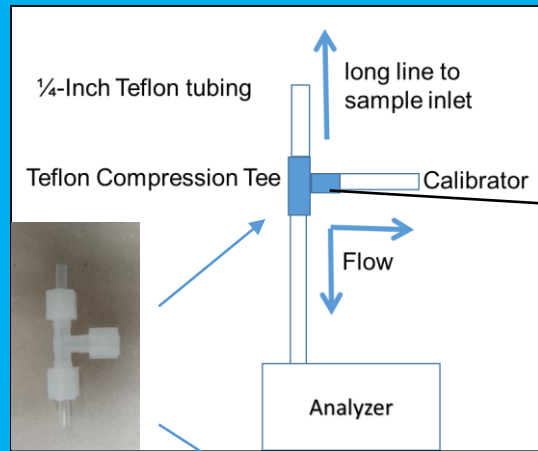 ¼-Inch Teflon tubing
long line to
sample inlet
Teflon Compression Tee
Calibrator
Flow
Analyzer